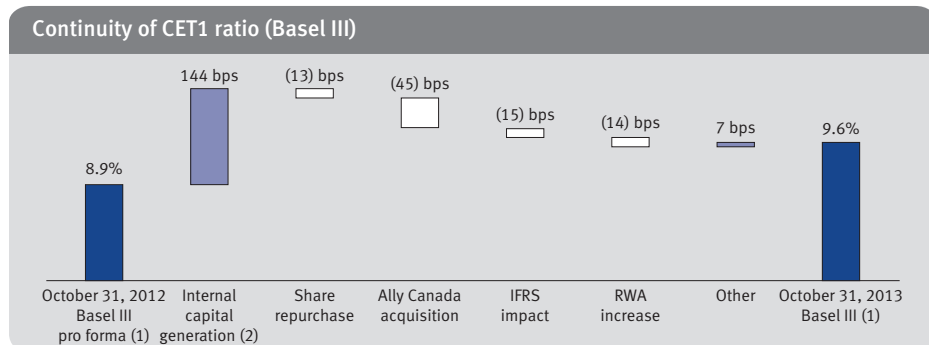 Continuity of CET1 ratio (Basel III)
144 bps
(13) bps
(45) bps
(15) bps
(14) bps
7 bps
9.6%
8.9%
October 31, 2012
Basel III
pro forma (1)
Internal
capital
generation (2)
Share
repurchase
Ally Canada
acquisition
IFRS
impact
RWA
increase
Other
October 31, 2013
Basel III (1)